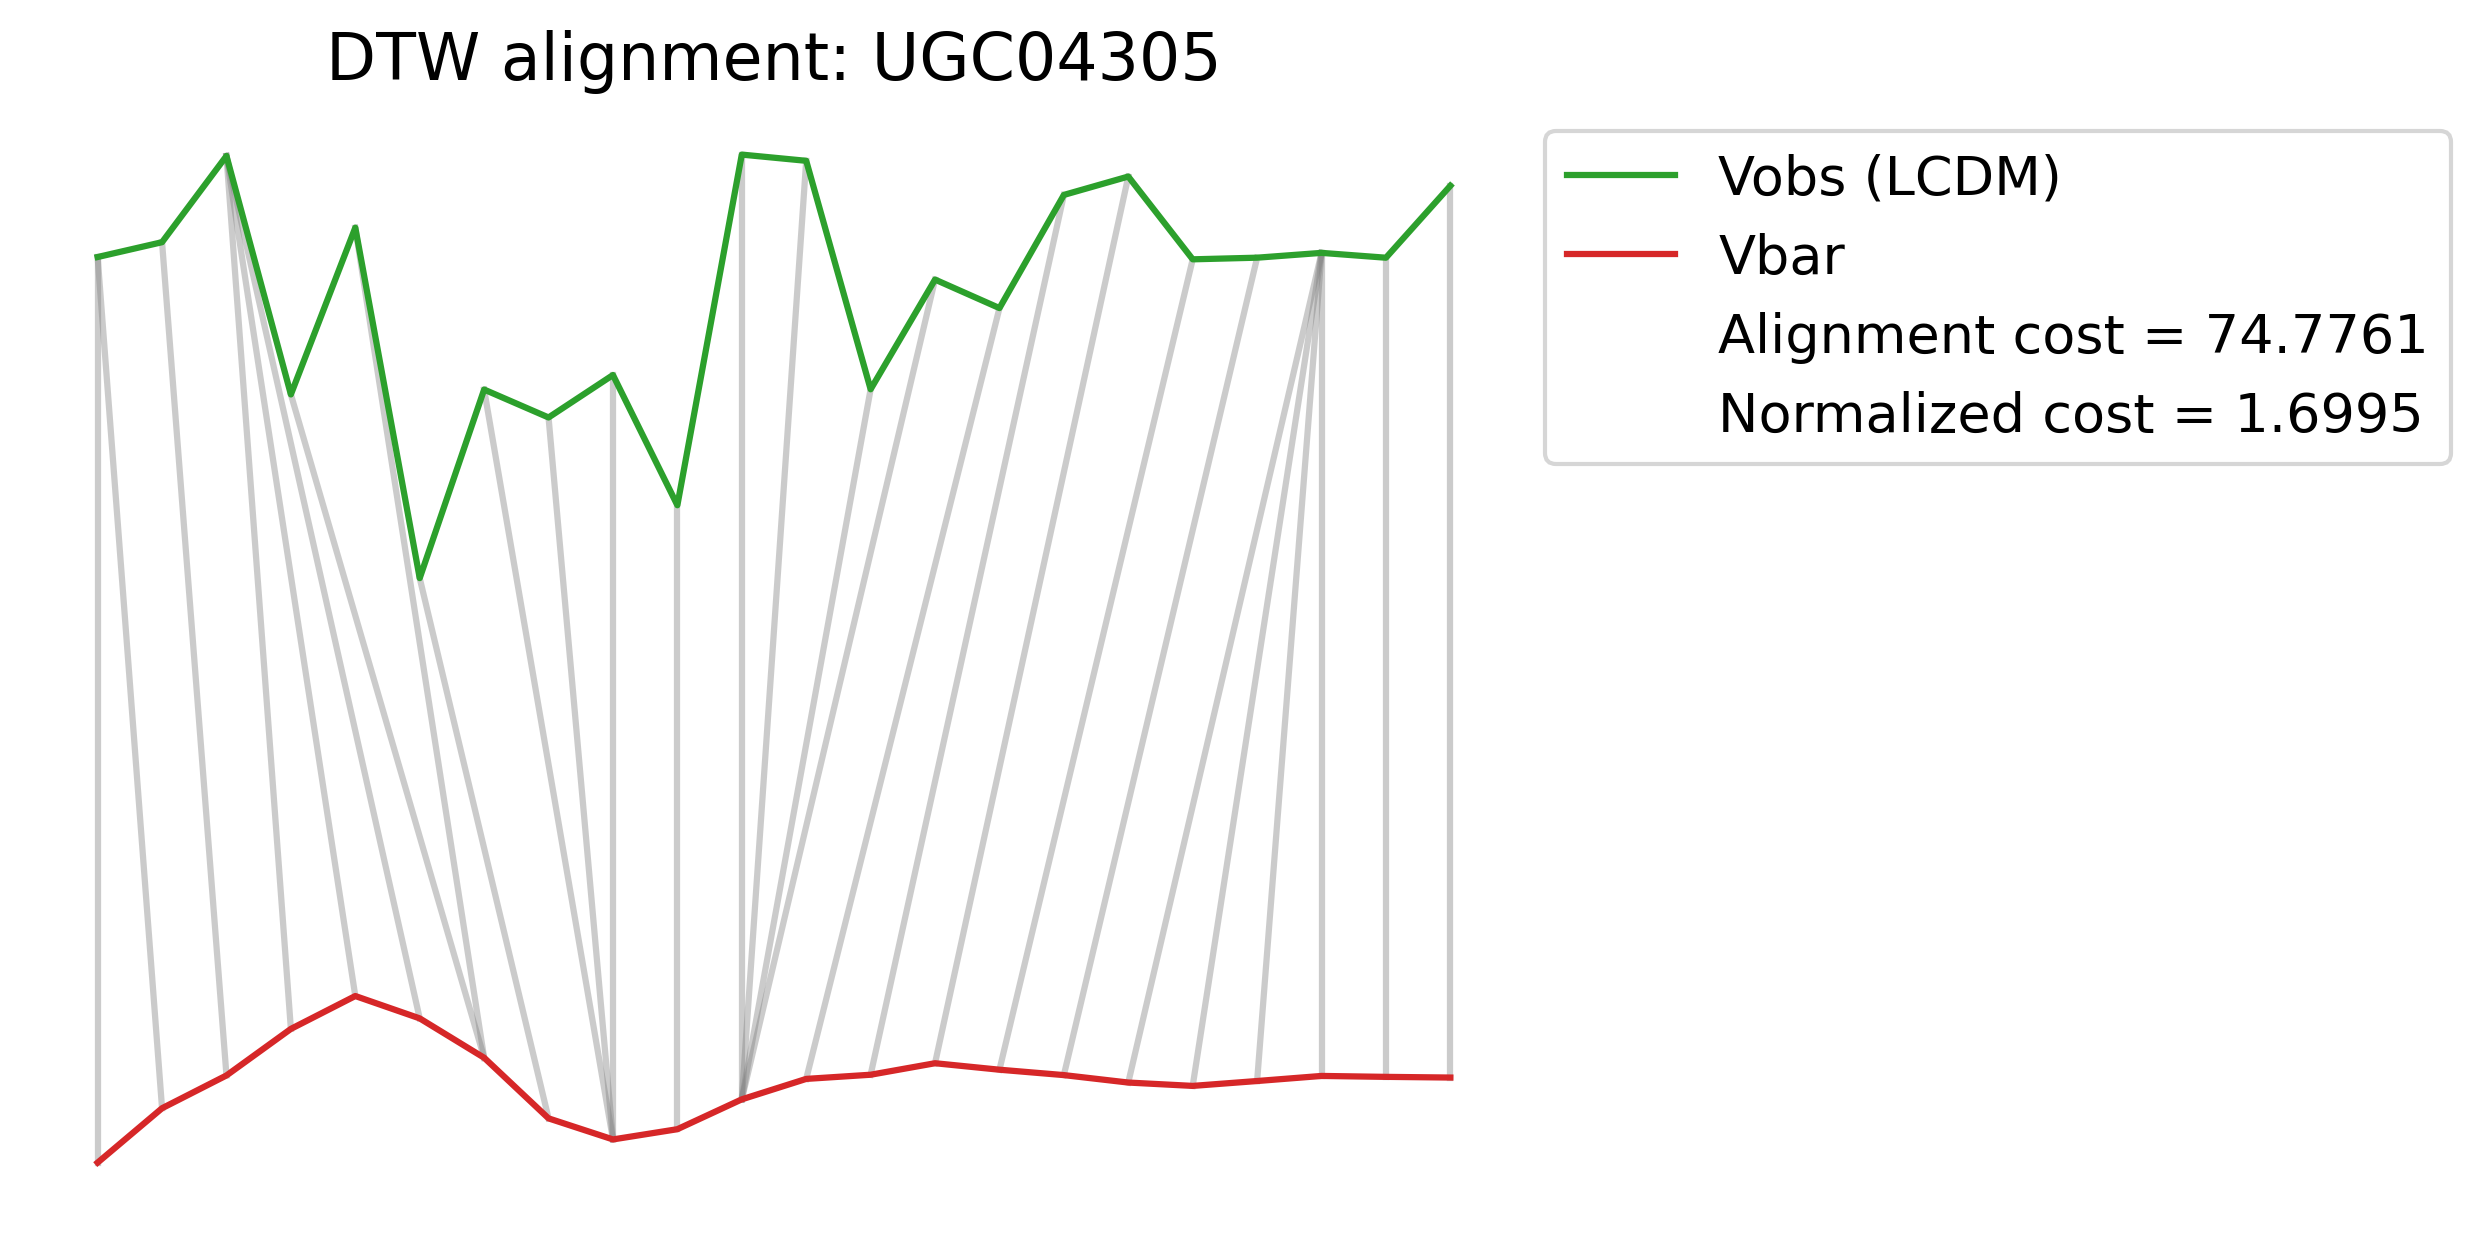 DTW alignment: UGC04305
Vobs (LCDM)
Vbar
Alignment cost = 74.7761
Normalized cost = 1.6995